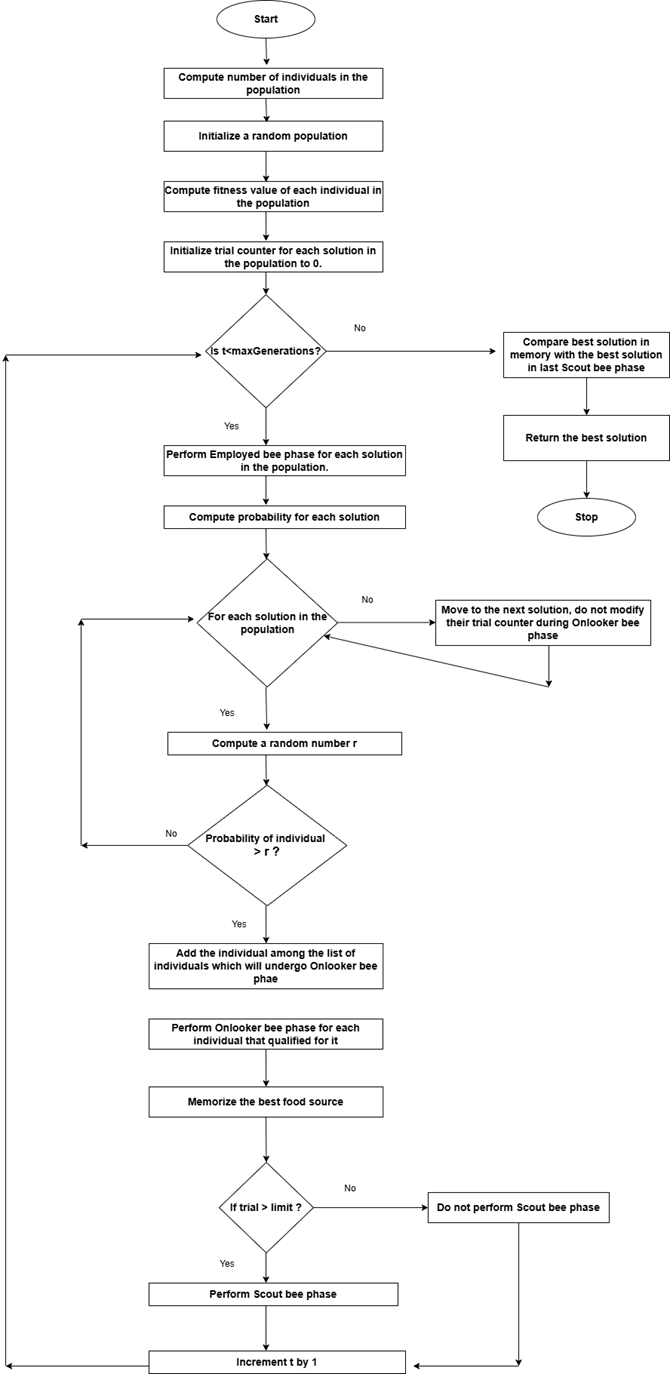 Start
Compute number of individuals in the
population
Initialize a random population
Compute fitness value of each individual in
the population
Initialize trial counter for each solution in
the population to 0.
Is t<maxGenerations?
No
Compare best solution in
memory with the best solution
in last Scout bee phase
Return the best solution
Stop
Yes
Perform Employed bee phase for each solution
in the population.
Compute probability for each solution
For each solution in the
population
No
Move to the next solution, do not modify
their trial counter during Onlooker bee
phase
Yes
Compute a random number r
Probability of individual
> r ?
No
Yes
Add the individual among the list of
individuals which will undergo Onlooker bee
phae
Perform Onlooker bee phase for each
individual that qualified for it
Memorize the best food source
If trial > limit ?
No
Do not perform Scout bee phase
Yes
Perform Scout bee phase
Increment t by 1